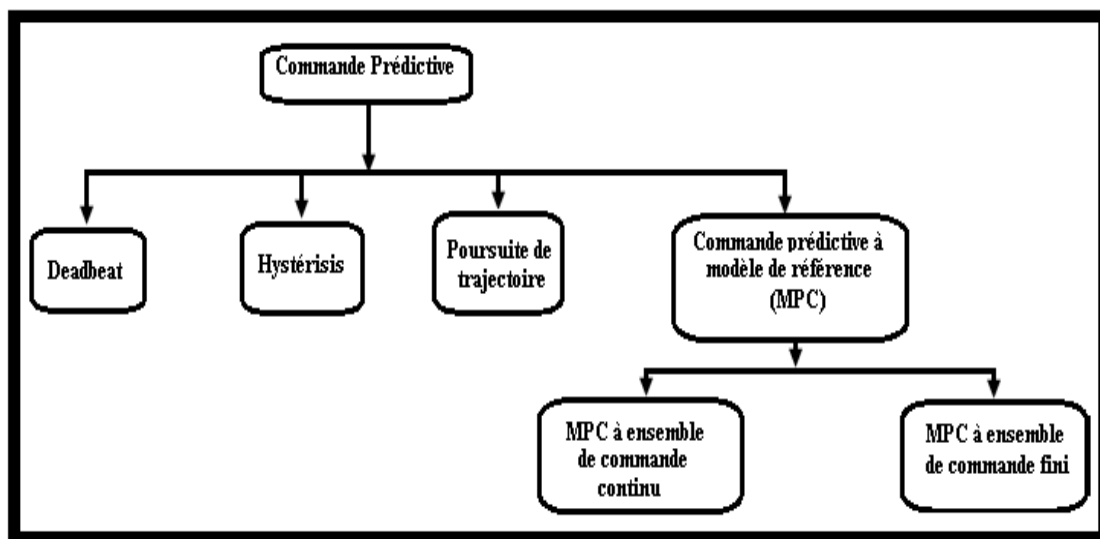 Commande Prédictive
Deadbeat
Hystérisis
Poursuite de
trajectoire
Commande prédictive à
modèle de référence
(MPC)
MPC à ensemble
de commande
continu
MPC à ensemble
de commande fini